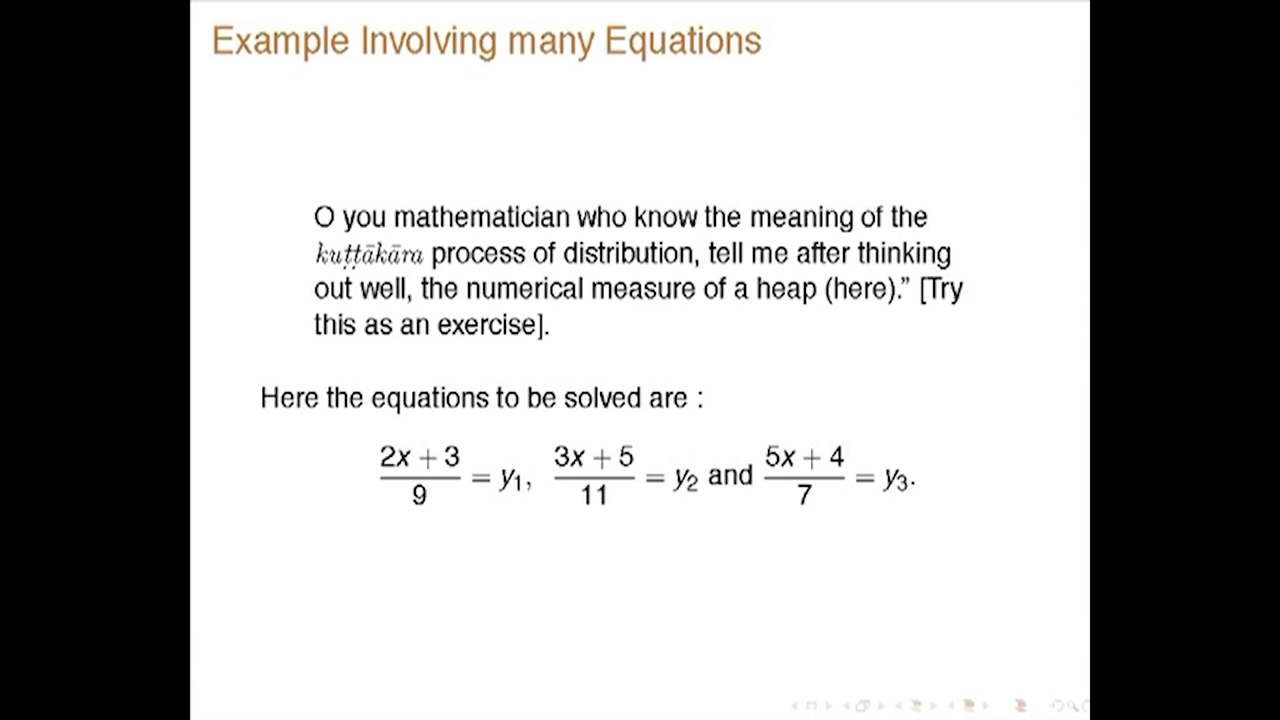 Example Involving many Equations
O you mathematician who know the meaning of the
kuṭṭākāra process of distribution, tell me after thinking
out well, the numerical measure of a heap (here).” [Try
this as an exercise].
Here the equations to be solved are :
(2x + 3)/9 = y₁, (3x + 5)/11 = y₂ and (5x + 4)/7 = y₃.